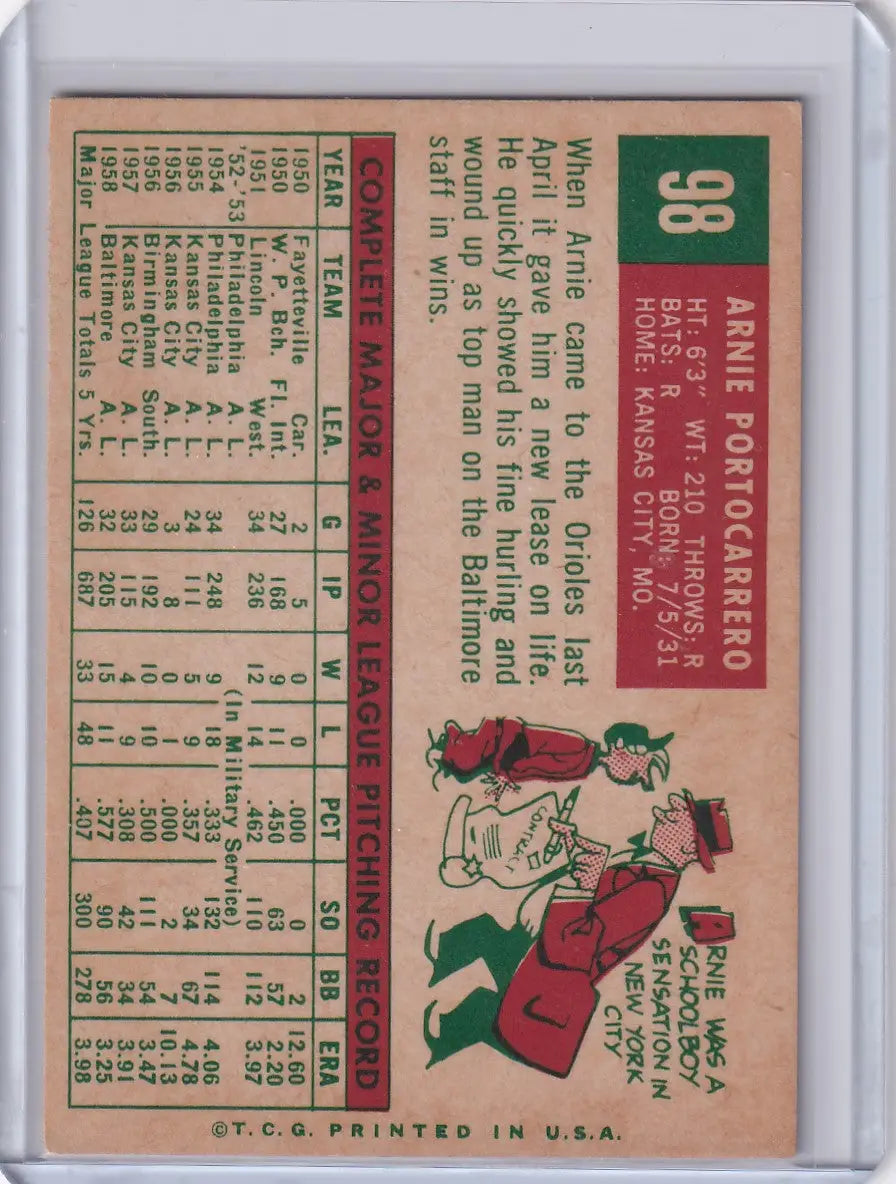 98
ARNIE PORTOCARRERO
HT: 6'3" WT: 210 THROWS: R
BATS: R BORN: 7/5/31
HOME: KANSAS CITY, MO.
When Arnie came to the Orioles last
April it gave him a new lease on life.
He quickly showed his fine hurling and
wound up as top man on the Baltimore
staff in wins.
ARNIE WAS A
SCHOOLBOY
SENSATION IN
NEW YORK
CITY
CONTRACT
COMPLETE MAJOR & MINOR LEAGUE PITCHING RECORD
YEAR TEAM LEA. G IP W L PCT SO BB ERA
1950 Fayetteville Car. 2 5 0 0 .000 0 2 12.60
1950 W. P. Bch. Fl. Int. 27 168 9 11 .450 63 57 2.20
1951 Lincoln West. 34 236 12 14 .462 110 112 3.97
'52-'53 Philadelphia A. L. (In Military Service)
1954 Philadelphia A. L. 34 248 9 18 .333 132 114 4.06
1955 Kansas City A. L. 24 111 5 9 .357 34 67 4.78
1956 Kansas City A. L. 3 8 0 1 .000 2 7 10.13
1956 Birmingham South. 29 192 10 10 .500 111 54 3.47
1957 Kansas City A. L. 33 115 4 9 .308 42 34 3.91
1958 Baltimore A. L. 32 205 15 11 .577 90 56 3.25
Major League Totals 5 Yrs. 126 687 33 48 .407 300 278 3.98
©T. C. G. PRINTED IN U.S.A.